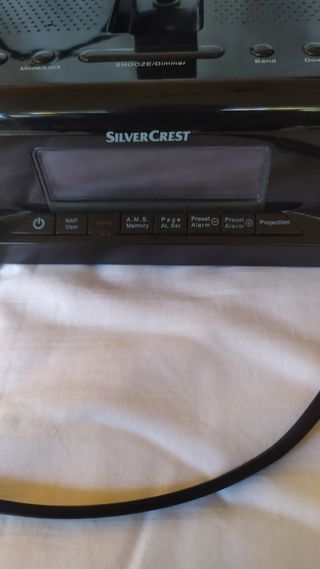 Mode/Lock
SNOOZE/Dimmer
Band
SILVERCREST
NAP
User
A.M.S.
Memory
Page
AL Set
Preset
Alarm
Preset
Alarm
Projection